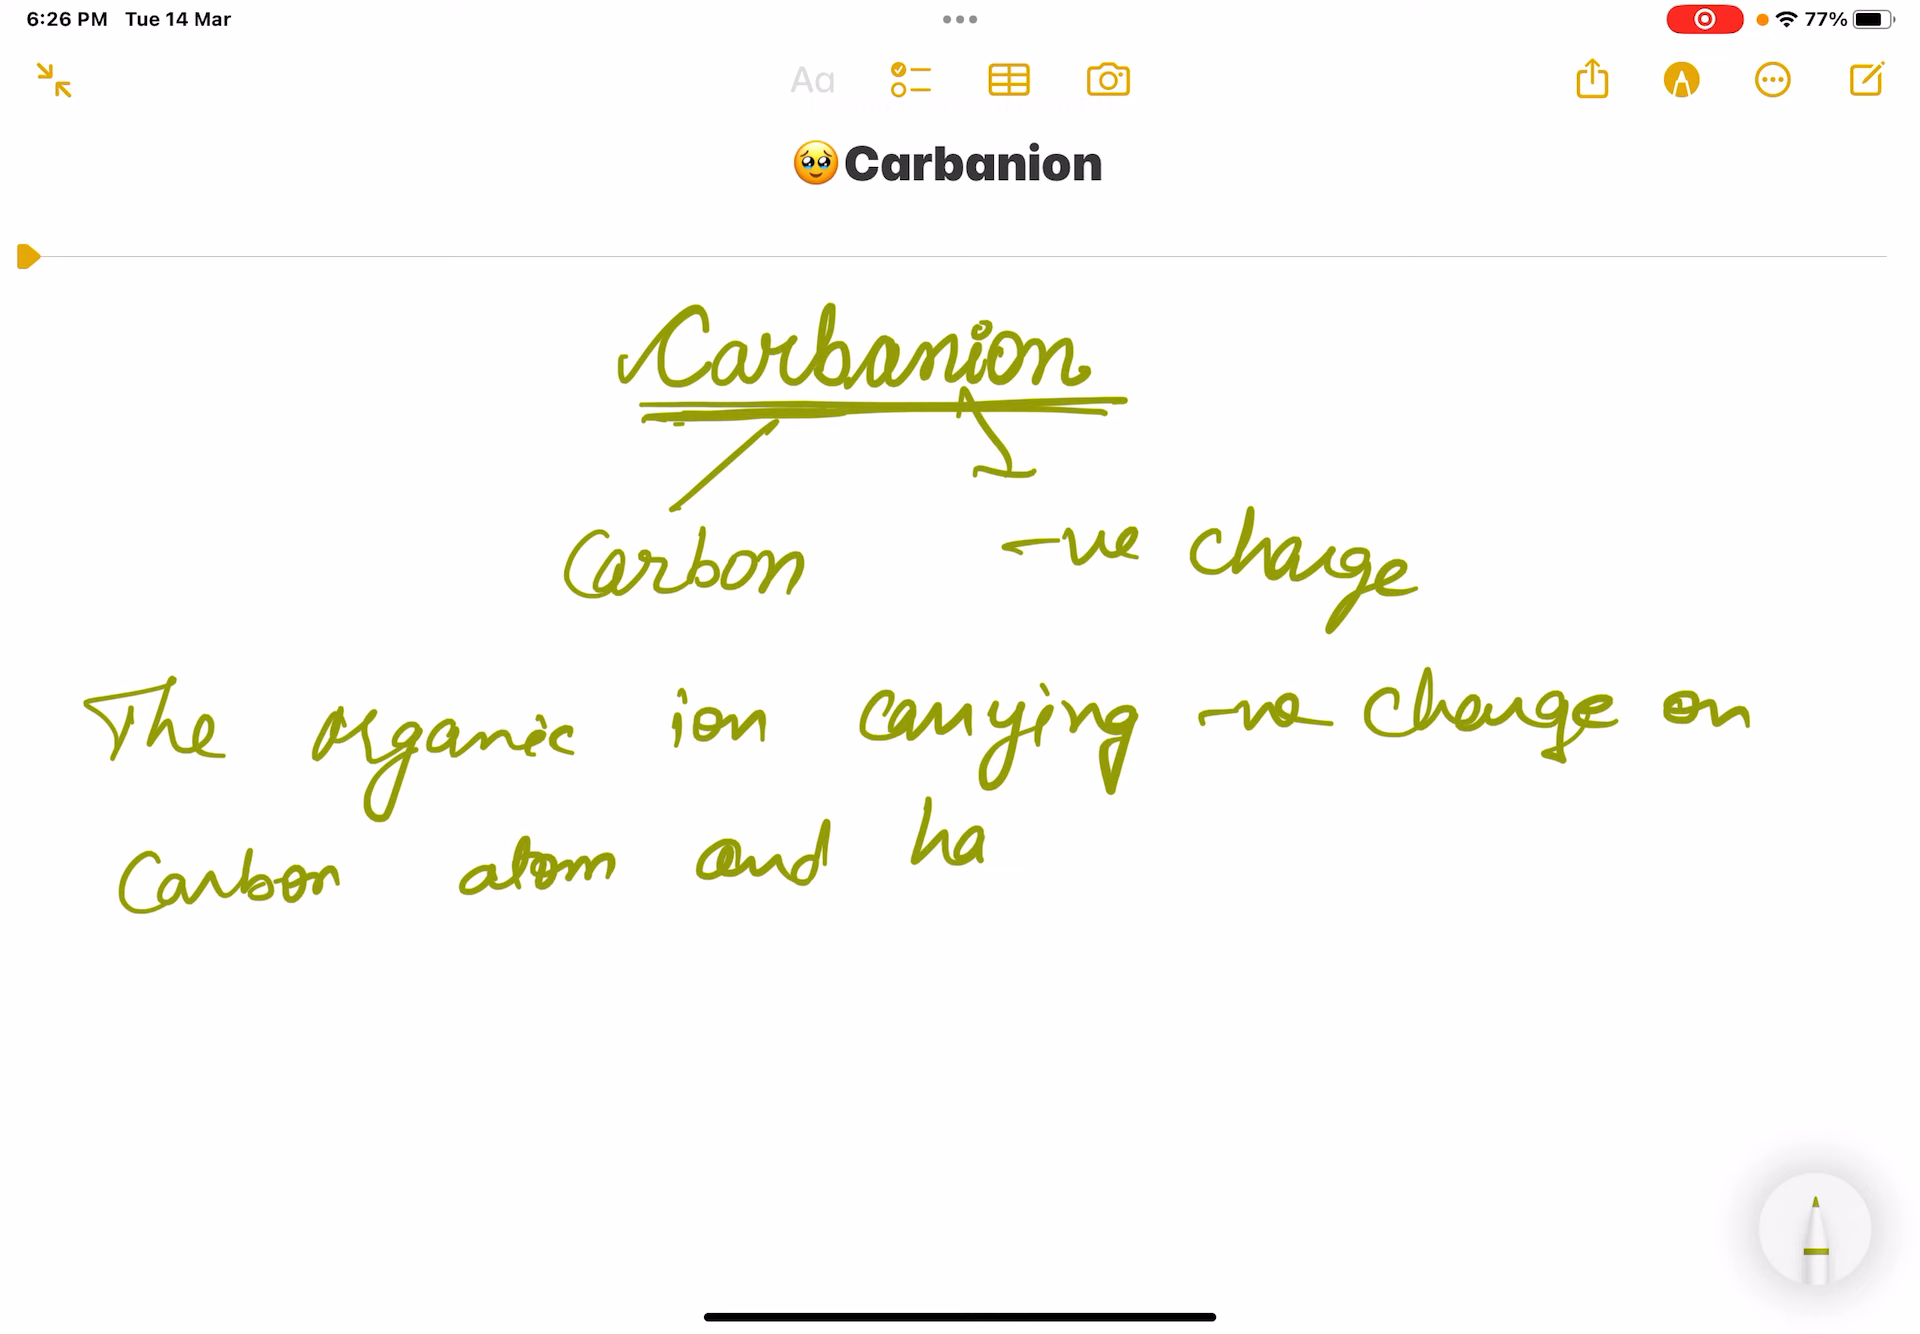 6:26 PM Tue 14 Mar
77%
Aa
🥹Carbanion
Carbanion
Carbon -ve charge
The organic ion carrying -ve charge on
Carbon atom and ha